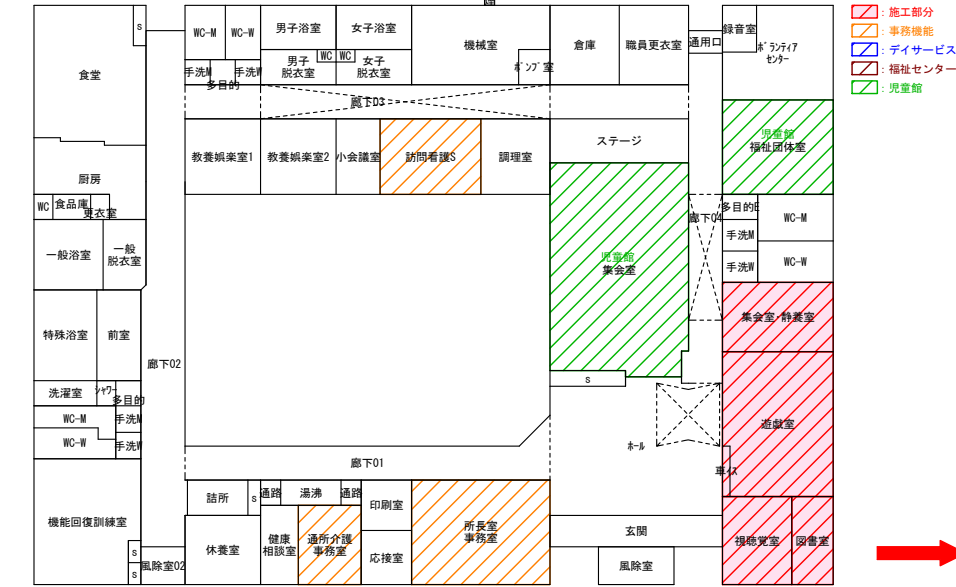 階
s
WC-M
WC-W
男子浴室
女子浴室
機械室
倉庫
職員更衣室
通用口
録音室
ボランティア
センター
：施工部分
：事務機能
：デイサービス
：福祉センター
：児童館
食堂
手洗M
手洗W
多目的
男子
脱衣室
WC
WC
女子
脱衣室
ポンプ室
廊下03
教養娯楽室1
教養娯楽室2
小会議室
訪問看護S
調理室
ステージ
児童館
福祉団体室
厨房
WC
食品庫
更衣室
一般浴室
一般
脱衣室
児童館
集会室
廊下04
手洗M
手洗W
WC-M
WC-W
特殊浴室
前室
集会室・静養室
廊下02
洗濯室
シャワー
多目的
s
WC-M
手洗M
WC-W
手洗W
遊戯室
ホール
車イス
廊下01
機能回復訓練室
詰所
s
通路
湯沸
通路
印刷室
所長室
事務室
健康
相談室
通所介護
事務室
応接室
休養室
玄関
風除室
視聴覚室
図書室
s
s
風除室02